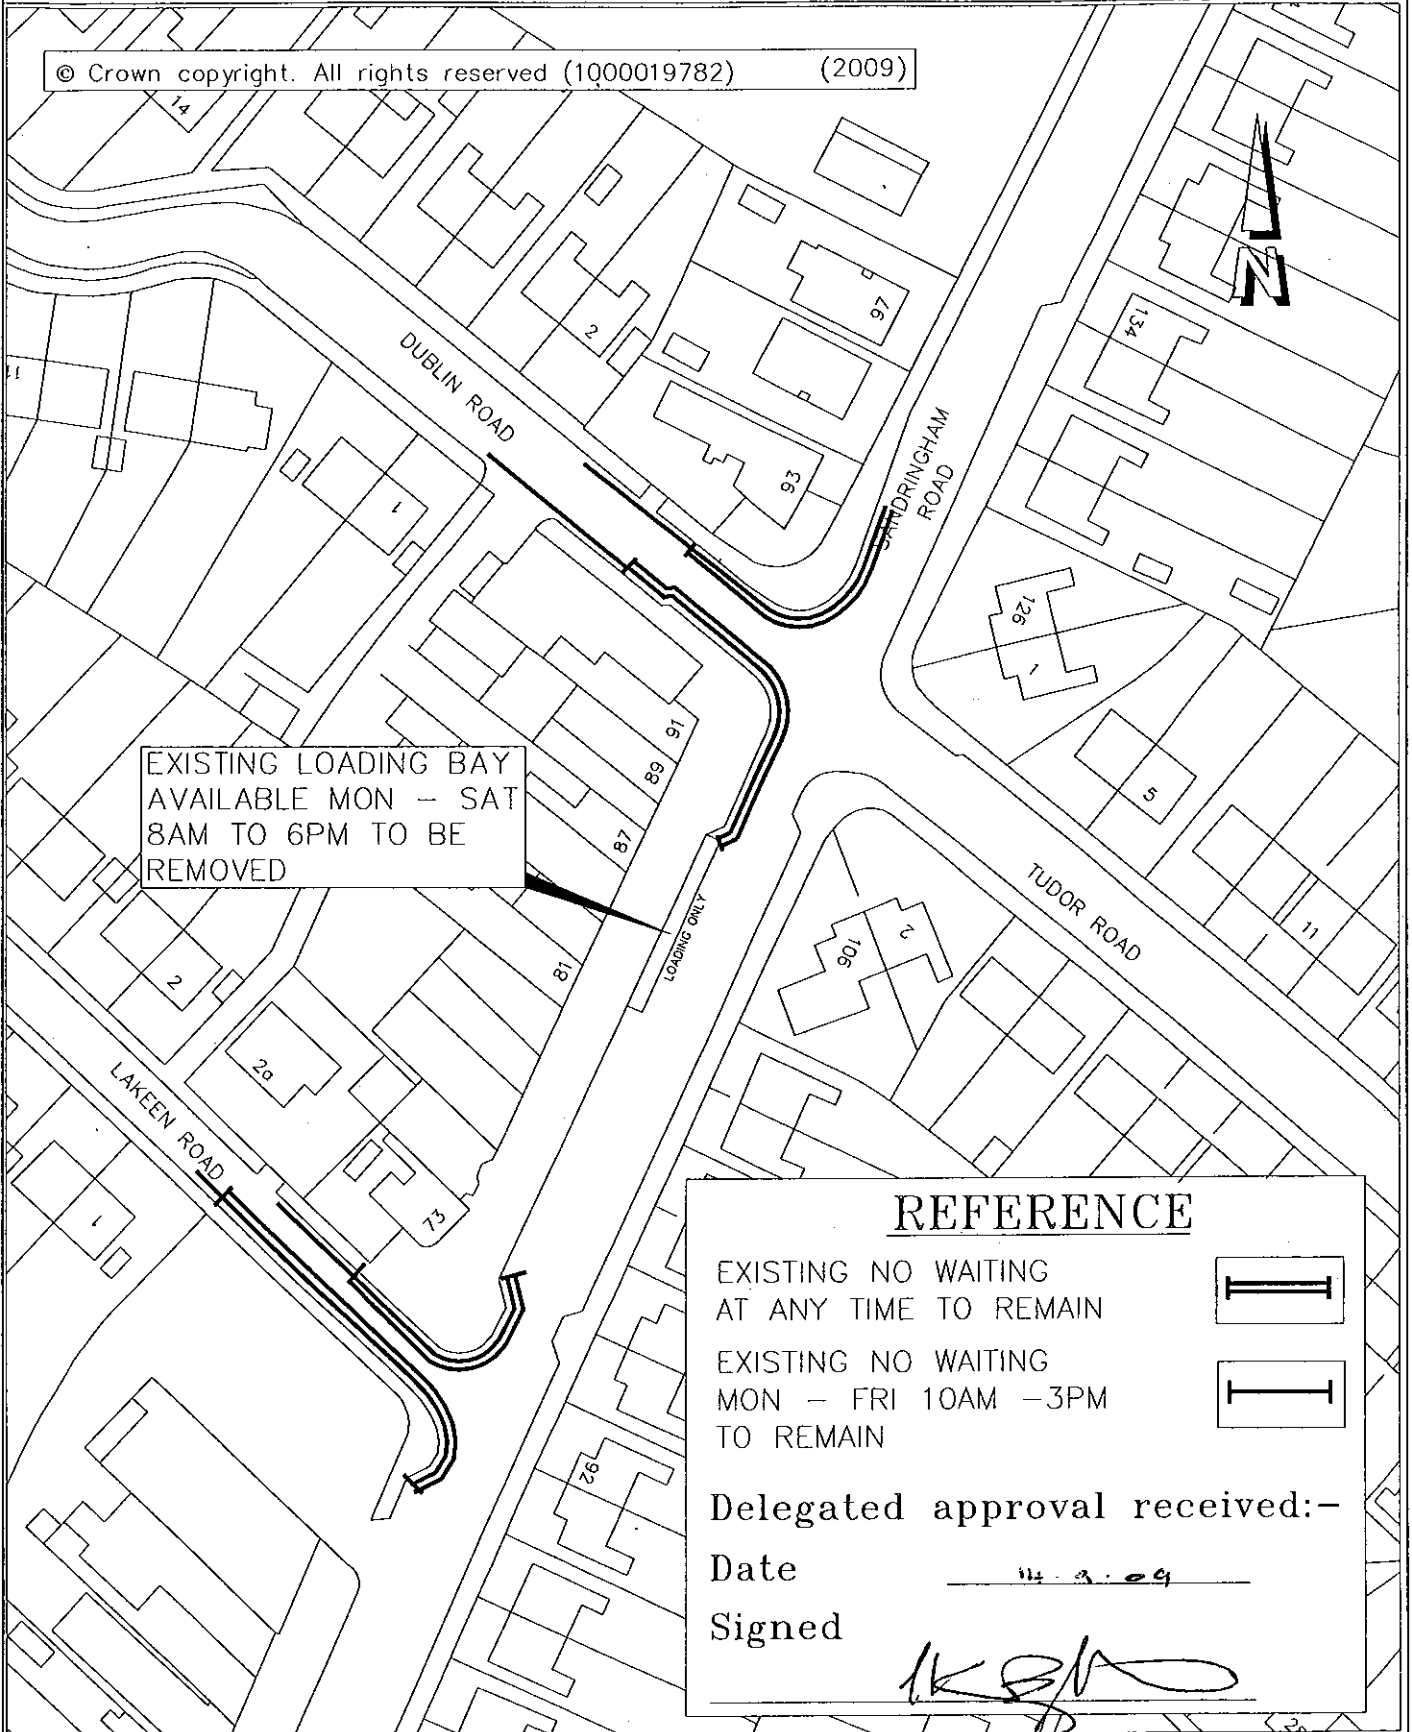 © Crown copyright. All rights reserved (1000019782) (2009)
14
N
97
2
134
DUBLIN ROAD
11
SANDRINGHAM
ROAD
93
1
126
1
91
89
5
EXISTING LOADING BAY
AVAILABLE MON – SAT
8AM TO 6PM TO BE
REMOVED
87
TUDOR ROAD
LOADING ONLY
2
106
11
81
2
2a
LAKEEN ROAD
73
1
REFERENCE
EXISTING NO WAITING
AT ANY TIME TO REMAIN
EXISTING NO WAITING
MON – FRI 10AM –3PM
TO REMAIN
92
Delegated approval received:–
Date
Signed